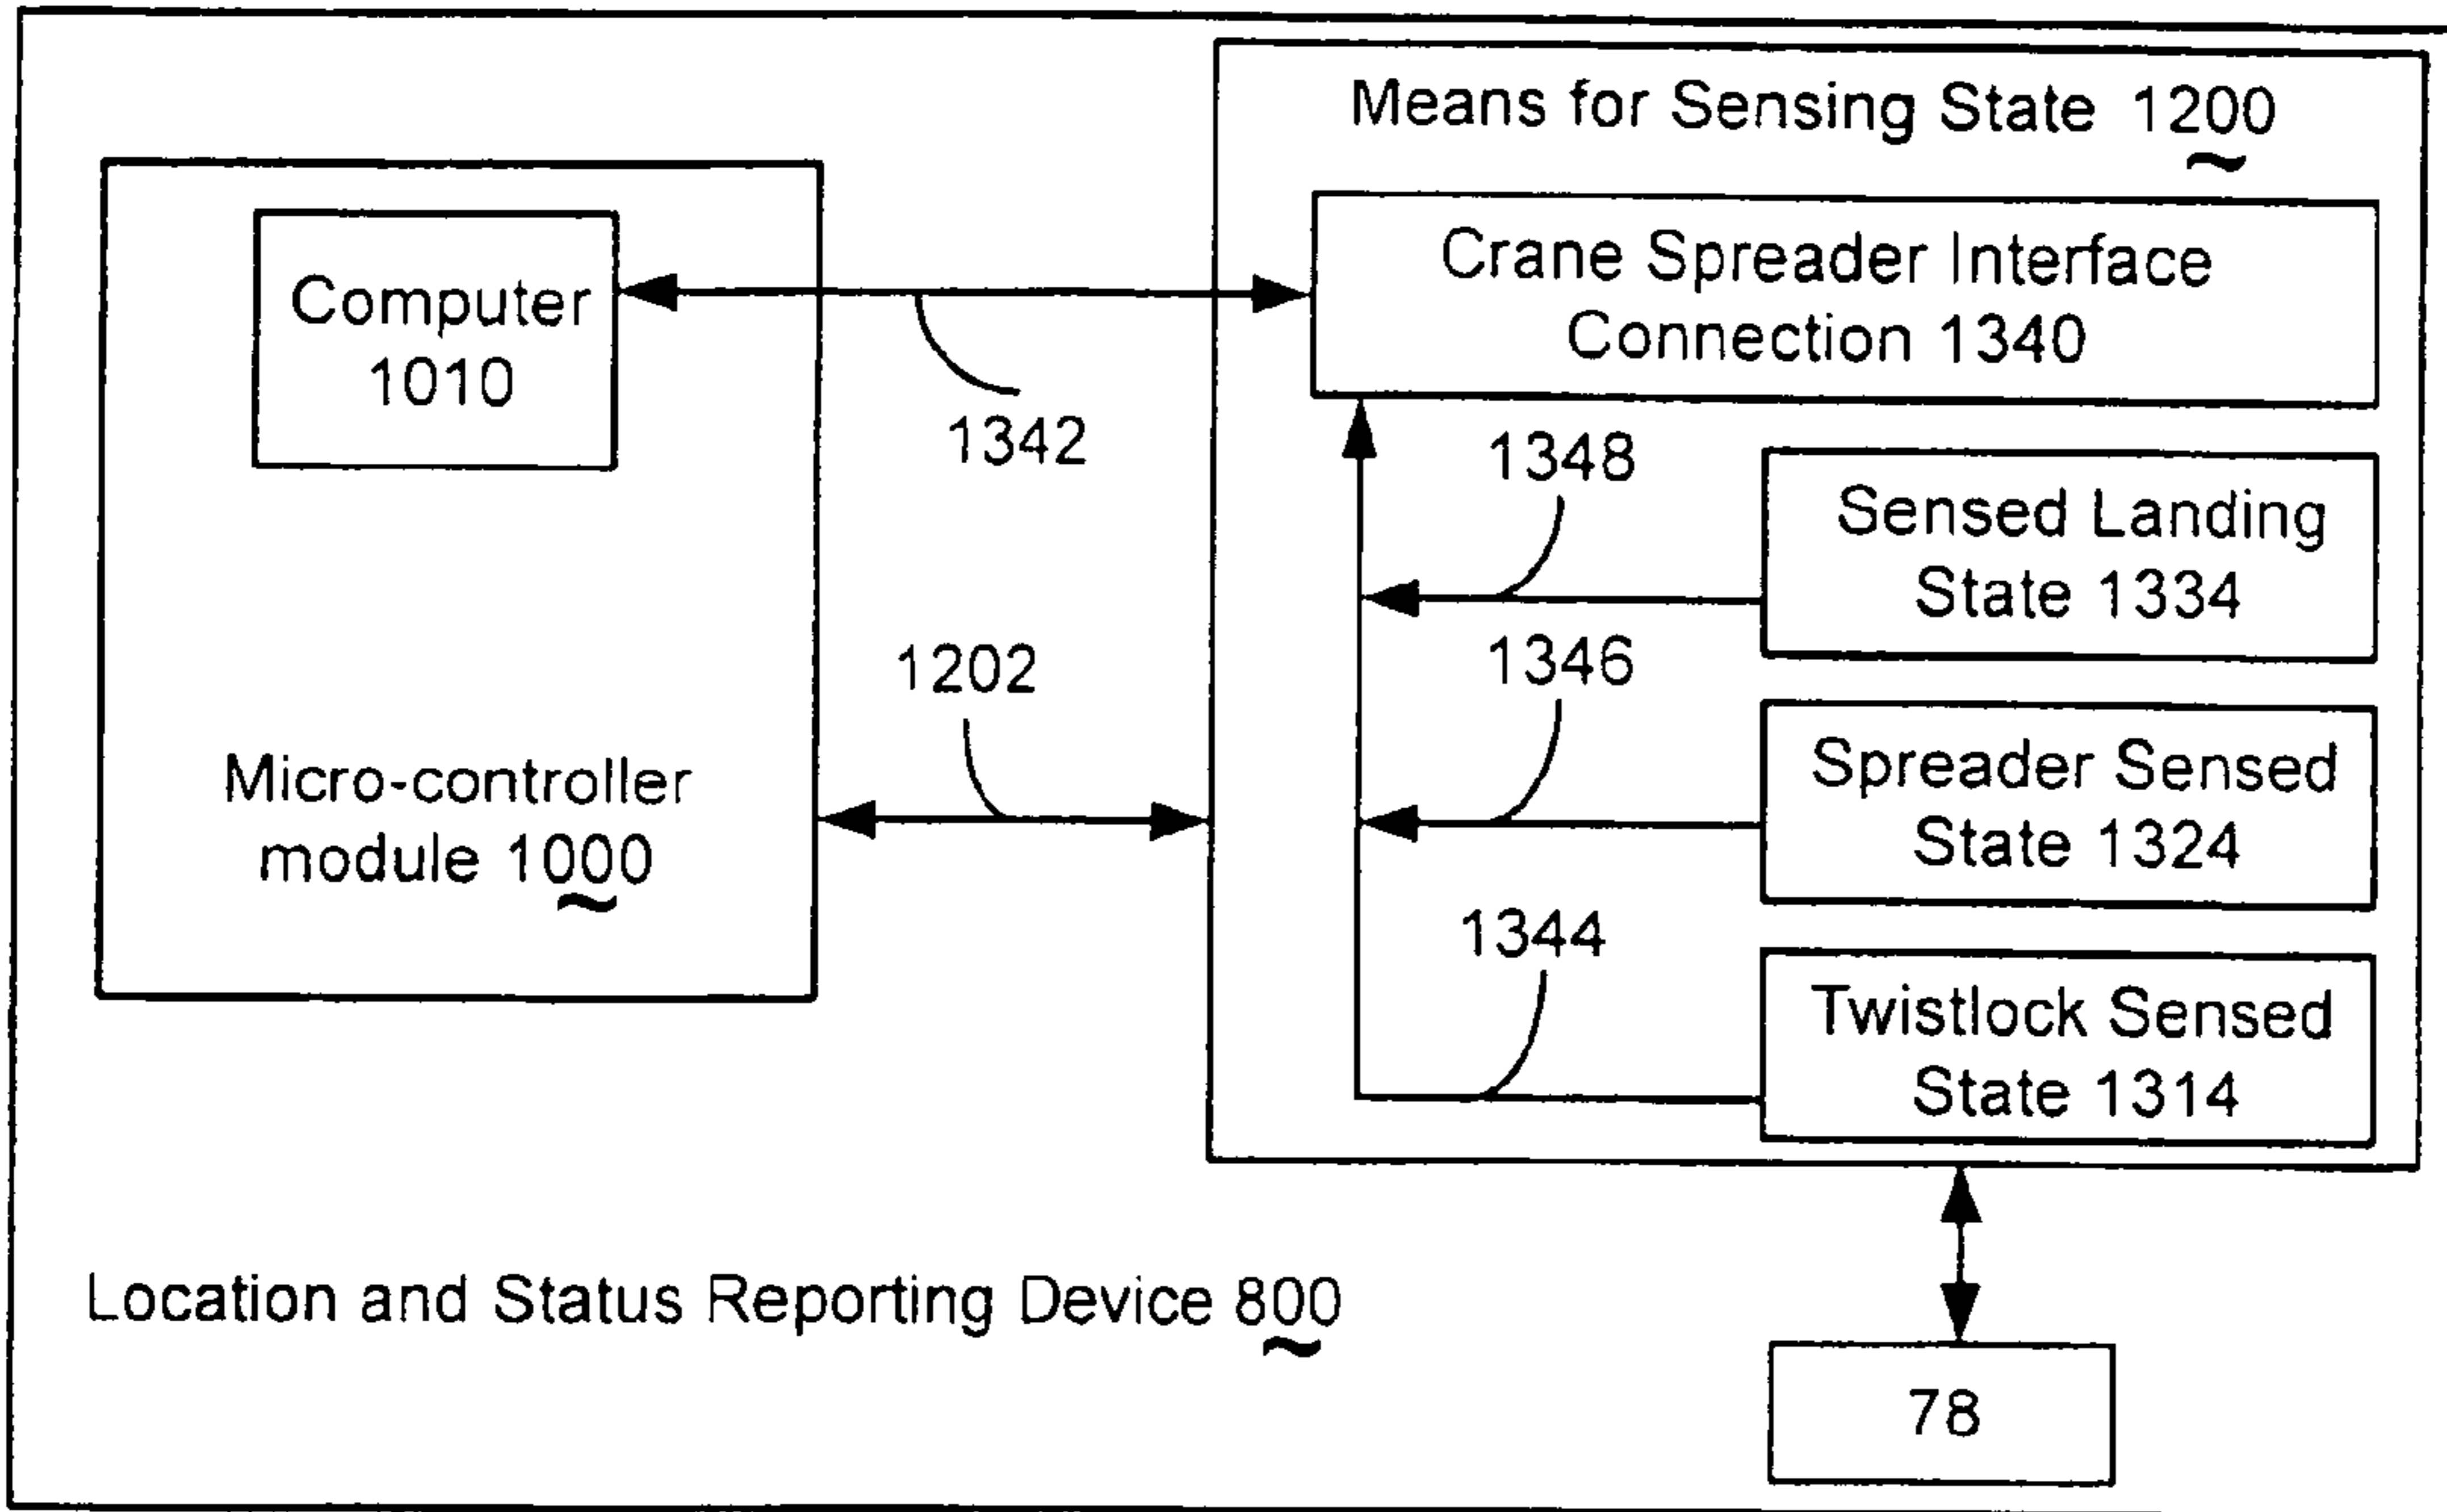 Means for Sensing State 1200
Computer
1010
Crane Spreader Interface
Connection 1340
1342
1348
Sensed Landing
State 1334
1202
1346
Micro-controller
module 1000
Spreader Sensed
State 1324
1344
Twistlock Sensed
State 1314
Location and Status Reporting Device 800
78